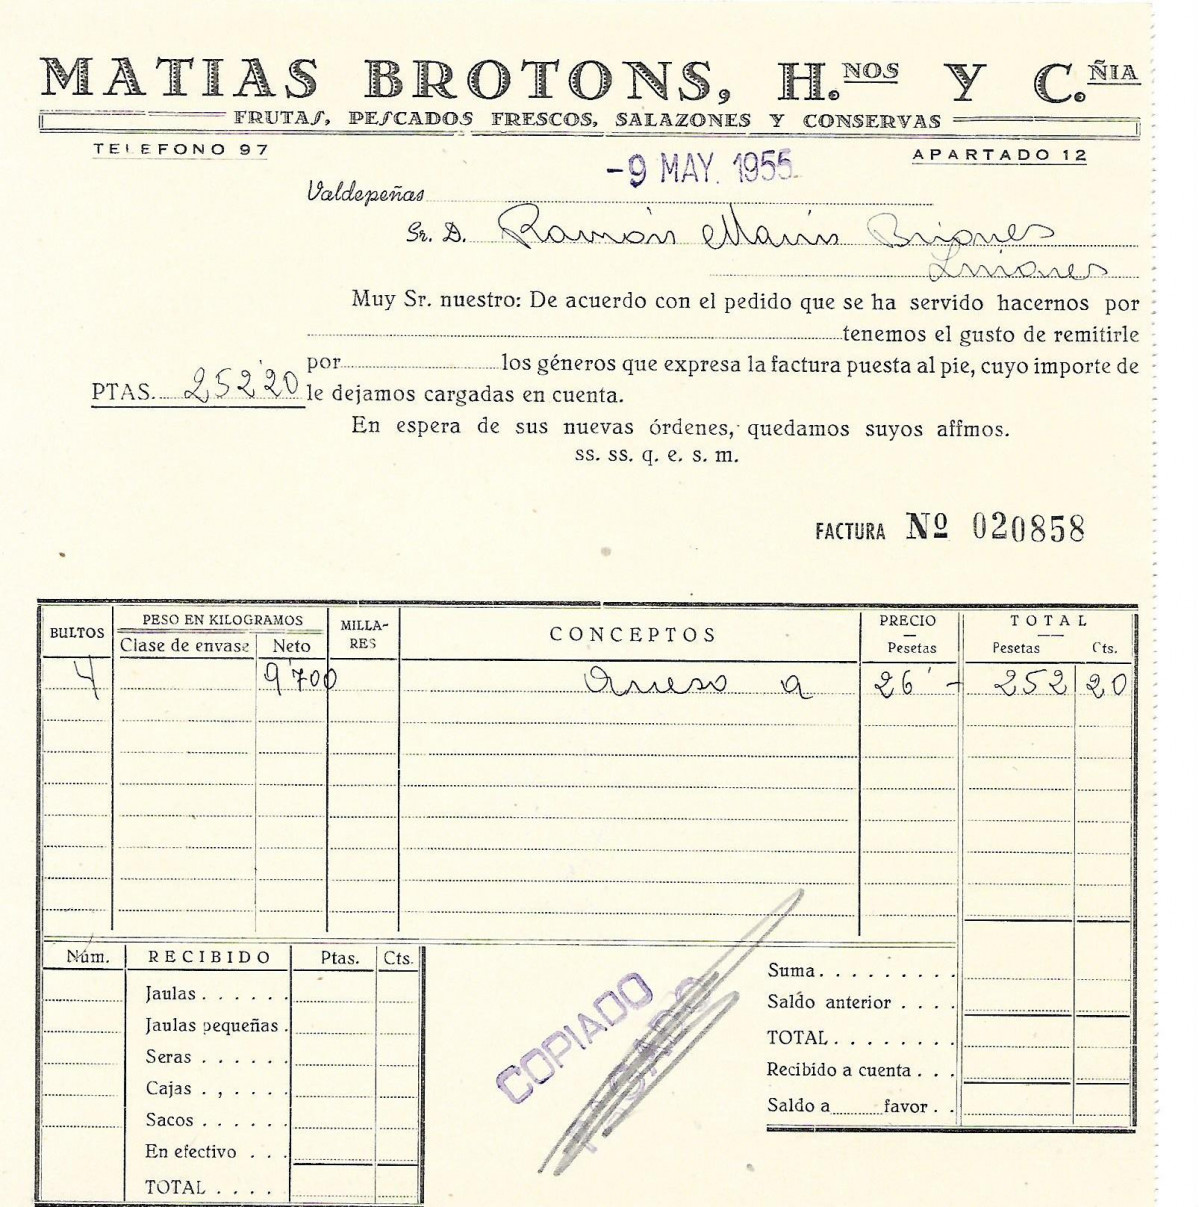 MATIAS BROTONS, H.NOS Y C.ÑIA
FRUTAS, PESCADOS FRESCOS, SALAZONES Y CONSERVAS
TELEFONO 97
APARTADO 12
-9 MAY. 1955
Valdepeñas
Sr. D. Ramón Marin Briones
Linares
Muy Sr. nuestro: De acuerdo con el pedido que se ha servido hacernos por
tenemos el gusto de remitirle
por los géneros que expresa la factura puesta al pie, cuyo importe de
PTAS. 252'20 le dejamos cargadas en cuenta.
En espera de sus nuevas órdenes, quedamos suyos affmos.
ss. ss. q. e. s. m.
FACTURA Nº 020858
BULTOS PESO EN KILOGRAMOS MILLA- CONCEPTOS PRECIO TOTAL
Clase de envase Neto RES Pesetas Pesetas Cts.
4 9'700 Queso a 26'- 252 20
Núm. RECIBIDO Ptas. Cts.
Jaulas . . . . . .
Jaulas pequeñas .
Seras . . . . . .
Cajas . , . . . .
Sacos . . . . . .
En efectivo . . .
TOTAL . . . .
COPIADO
Suma . . . . . . . . .
Saldo anterior . . . .
TOTAL . . . . . . . .
Recibido a cuenta . . .
Saldo a favor . .